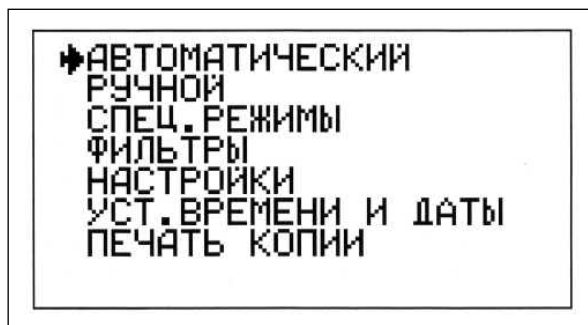 АВТОМАТИЧЕСКИЙ
РУЧНОЙ
СПЕЦ.РЕЖИМЫ
ФИЛЬТРЫ
НАСТРОЙКИ
УСТ.ВРЕМЕНИ И ДАТЫ
ПЕЧАТЬ КОПИИ